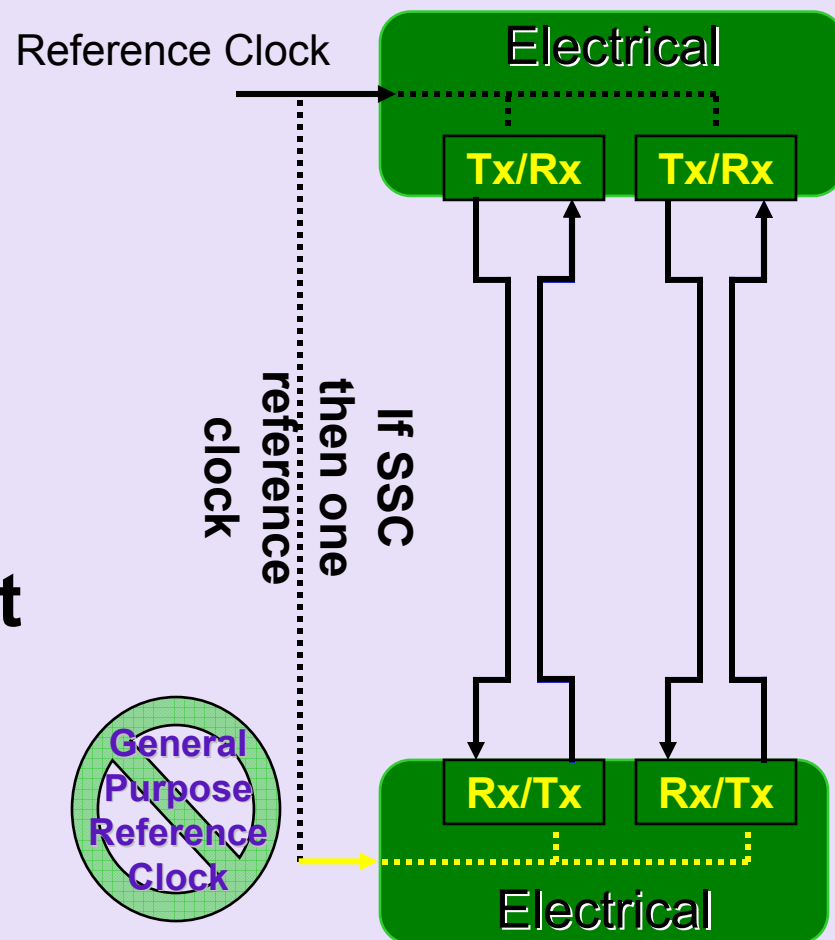 Reference Clock
Electrical
Tx/Rx
Tx/Rx
If SSC
then one
reference
clock
t
General
Purpose
Reference
Clock
Rx/Tx
Rx/Tx
Electrical